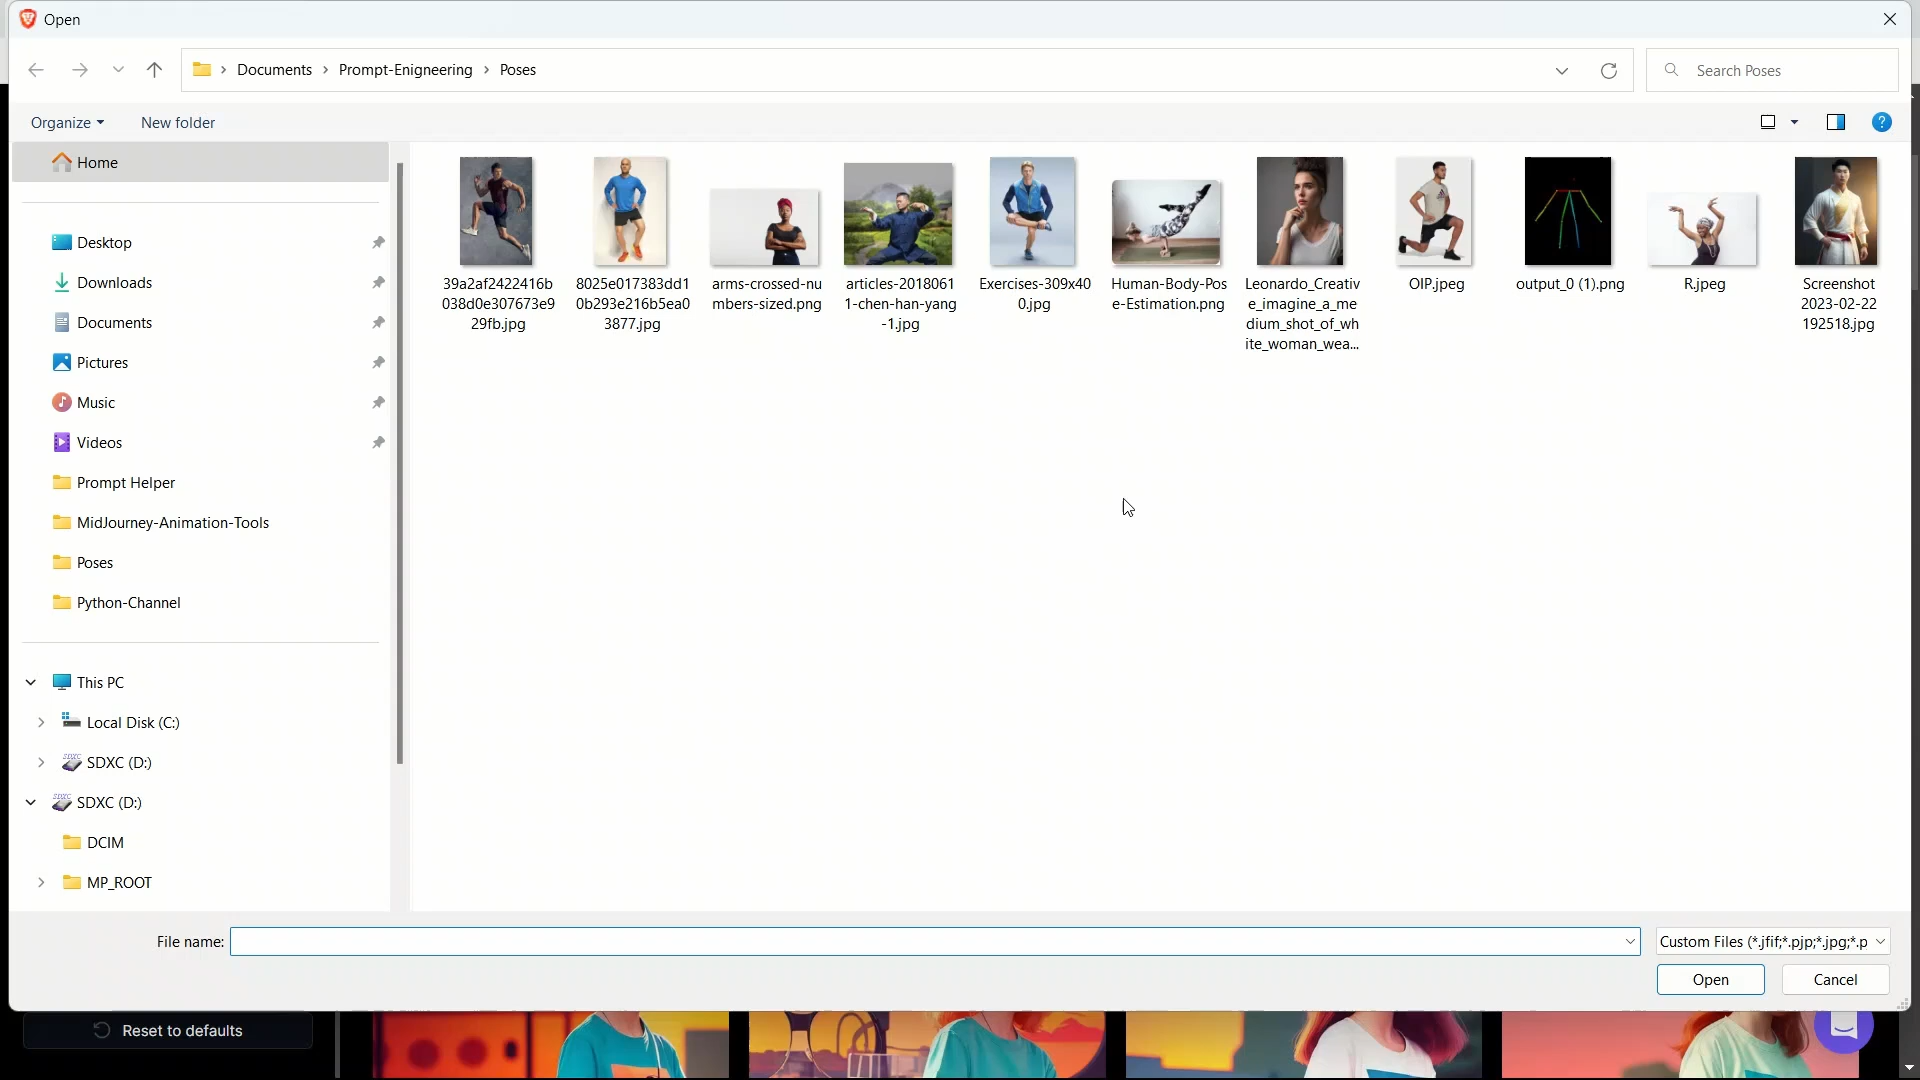 Open
Documents > Prompt-Enigneering > Poses
Search Poses
Organize
New folder
Home
Desktop
Downloads
Documents
Pictures
Music
Videos
Prompt Helper
MidJourney-Animation-Tools
Poses
Python-Channel
This PC
Local Disk (C:)
SDXC (D:)
SDXC (D:)
DCIM
MP_ROOT
39a2af2422416b
038d0e307673e9
29fb.jpg
8025e017383dd1
0b293e216b5ea0
3877.jpg
arms-crossed-nu
mbers-sized.png
articles-2018061
1-chen-han-yang
-1.jpg
Exercises-309x40
0.jpg
Human-Body-Pos
e-Estimation.png
Leonardo_Creativ
e_imagine_a_me
dium_shot_of_wh
ite_woman_wea...
OIP.jpeg
output_0 (1).png
R.jpeg
Screenshot
2023-02-22
192518.jpg
File name:
Custom Files (*.jfif;*.pjp;*.jpg;*.p
Open
Cancel
Reset to defaults